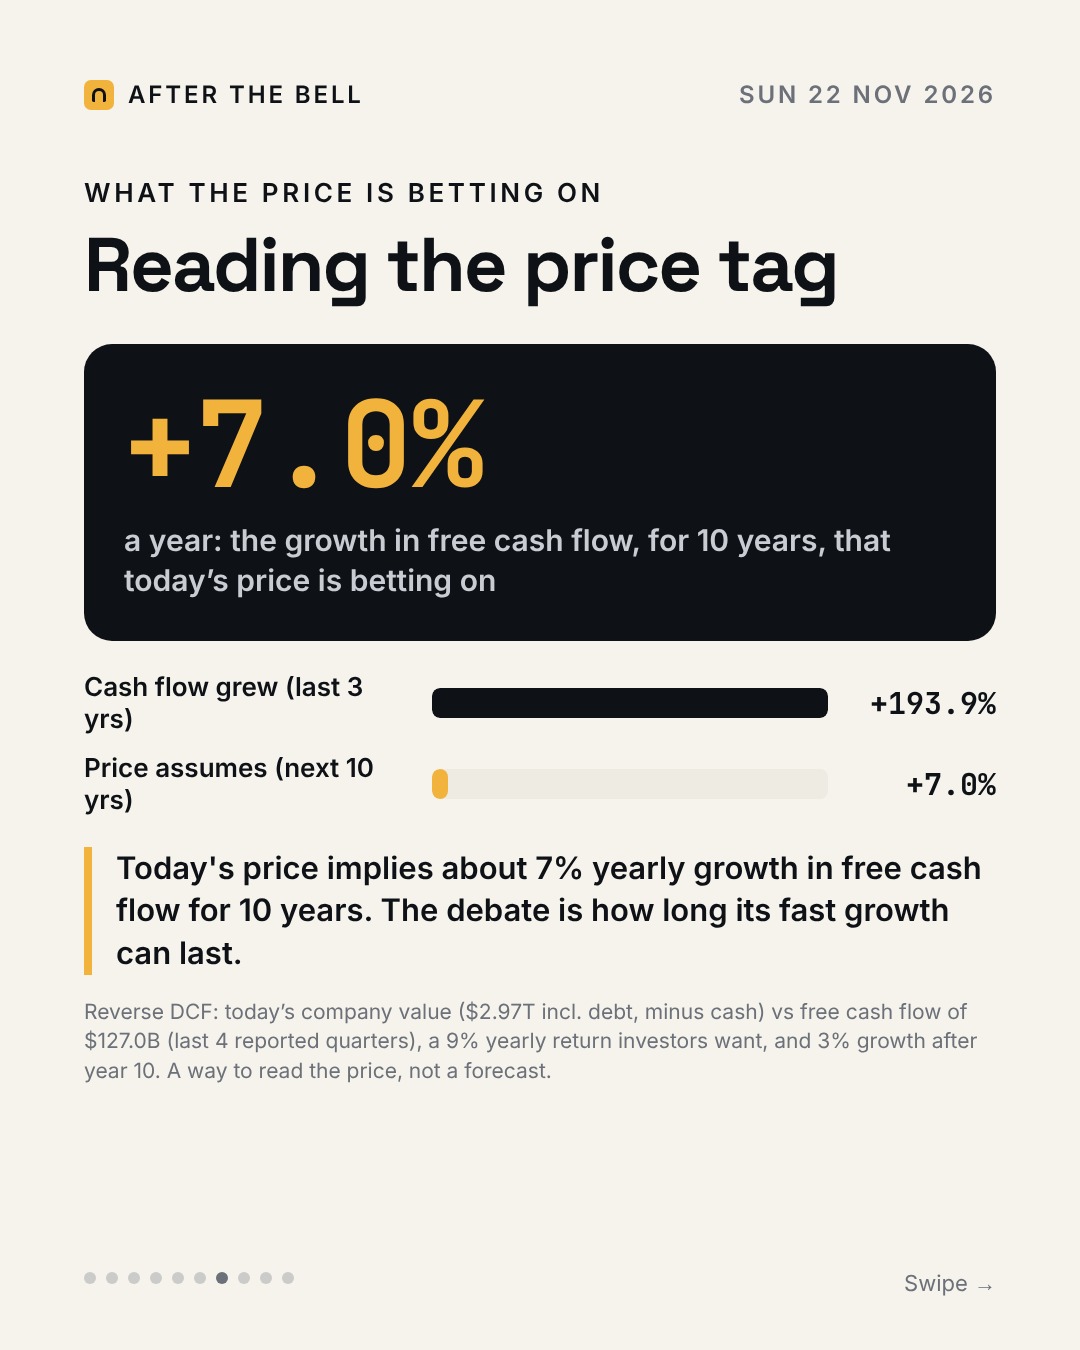 AFTER THE BELL
SUN 22 NOV 2026
WHAT THE PRICE IS BETTING ON
Reading the price tag
+7.0%
a year: the growth in free cash flow, for 10 years, that
today’s price is betting on
Cash flow grew (last 3
yrs)
+193.9%
Price assumes (next 10
yrs)
+7.0%
Today's price implies about 7% yearly growth in free cash
flow for 10 years. The debate is how long its fast growth
can last.
Reverse DCF: today’s company value ($2.97T incl. debt, minus cash) vs free cash flow of
$127.0B (last 4 reported quarters), a 9% yearly return investors want, and 3% growth after
year 10. A way to read the price, not a forecast.
Swipe →